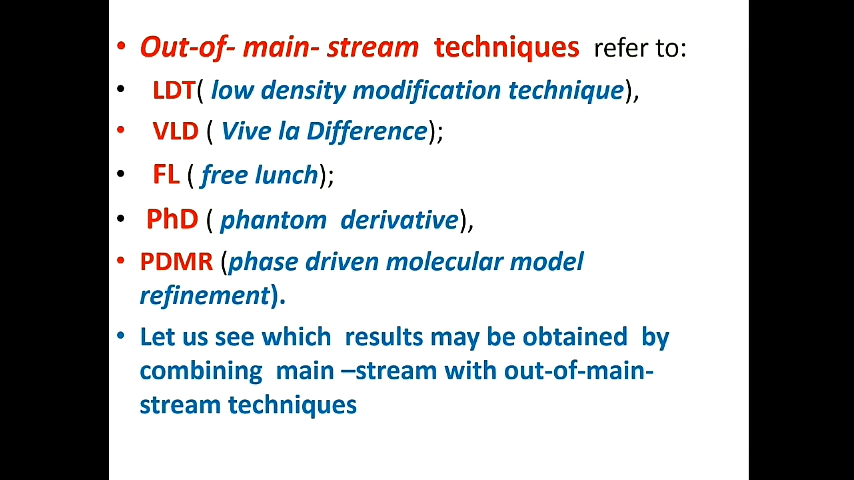 • Out-of- main- stream techniques refer to:
• LDT( low density modification technique),
• VLD ( Vive la Difference);
• FL ( free lunch);
• PhD ( phantom derivative),
• PDMR (phase driven molecular model
refinement).
• Let us see which results may be obtained by
combining main –stream with out-of-main-
stream techniques